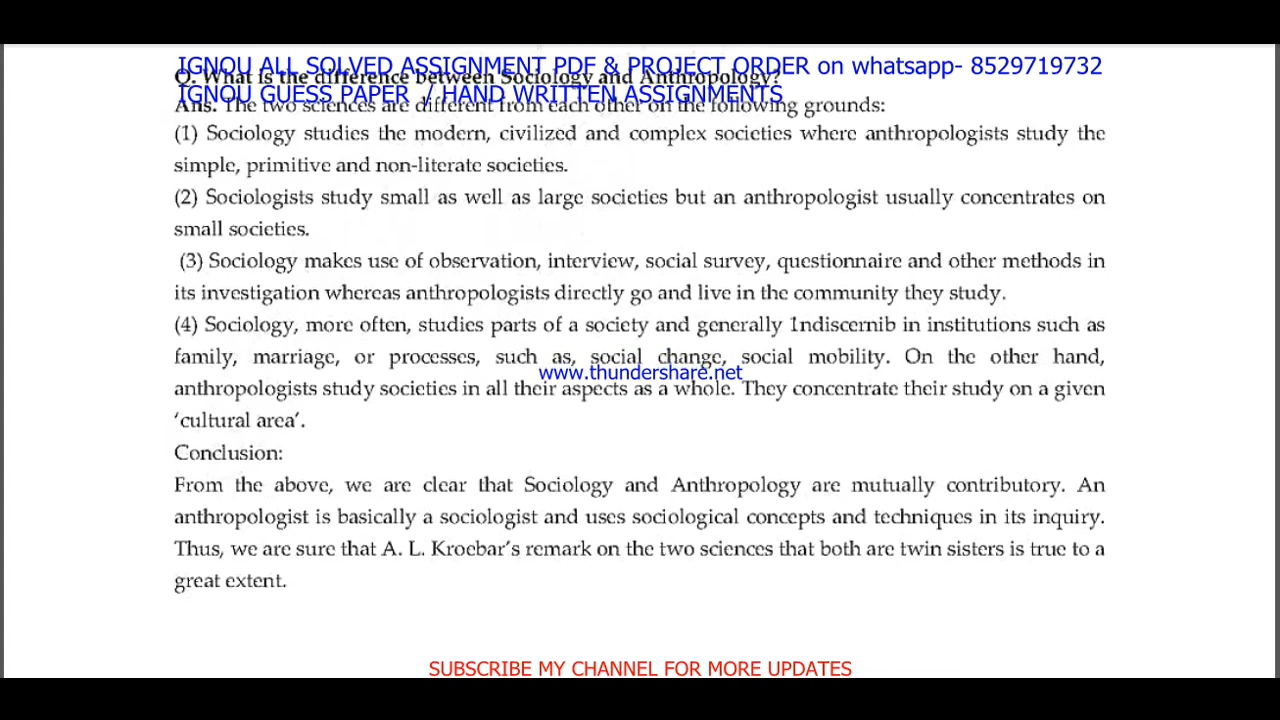 IGNOU ALL SOLVED ASSIGNMENT PDF & PROJECT ORDER on whatsapp- 8529719732
Q. What is the difference between Sociology and Anthropology?
IGNOU GUESS PAPER / HAND WRITTEN ASSIGNMENTS
Ans. The two sciences are different from each other on the following grounds:
(1) Sociology studies the modern, civilized and complex societies where anthropologists study the
simple, primitive and non-literate societies.
(2) Sociologists study small as well as large societies but an anthropologist usually concentrates on
small societies.
(3) Sociology makes use of observation, interview, social survey, questionnaire and other methods in
its investigation whereas anthropologists directly go and live in the community they study.
(4) Sociology, more often, studies parts of a society and generally Indiscernib in institutions such as
family, marriage, or processes, such as, social change, social mobility. On the other hand,
www.thundershare.net
anthropologists study societies in all their aspects as a whole. They concentrate their study on a given
‘cultural area’.
Conclusion:
From the above, we are clear that Sociology and Anthropology are mutually contributory. An
anthropologist is basically a sociologist and uses sociological concepts and techniques in its inquiry.
Thus, we are sure that A. L. Kroebar’s remark on the two sciences that both are twin sisters is true to a
great extent.
SUBSCRIBE MY CHANNEL FOR MORE UPDATES